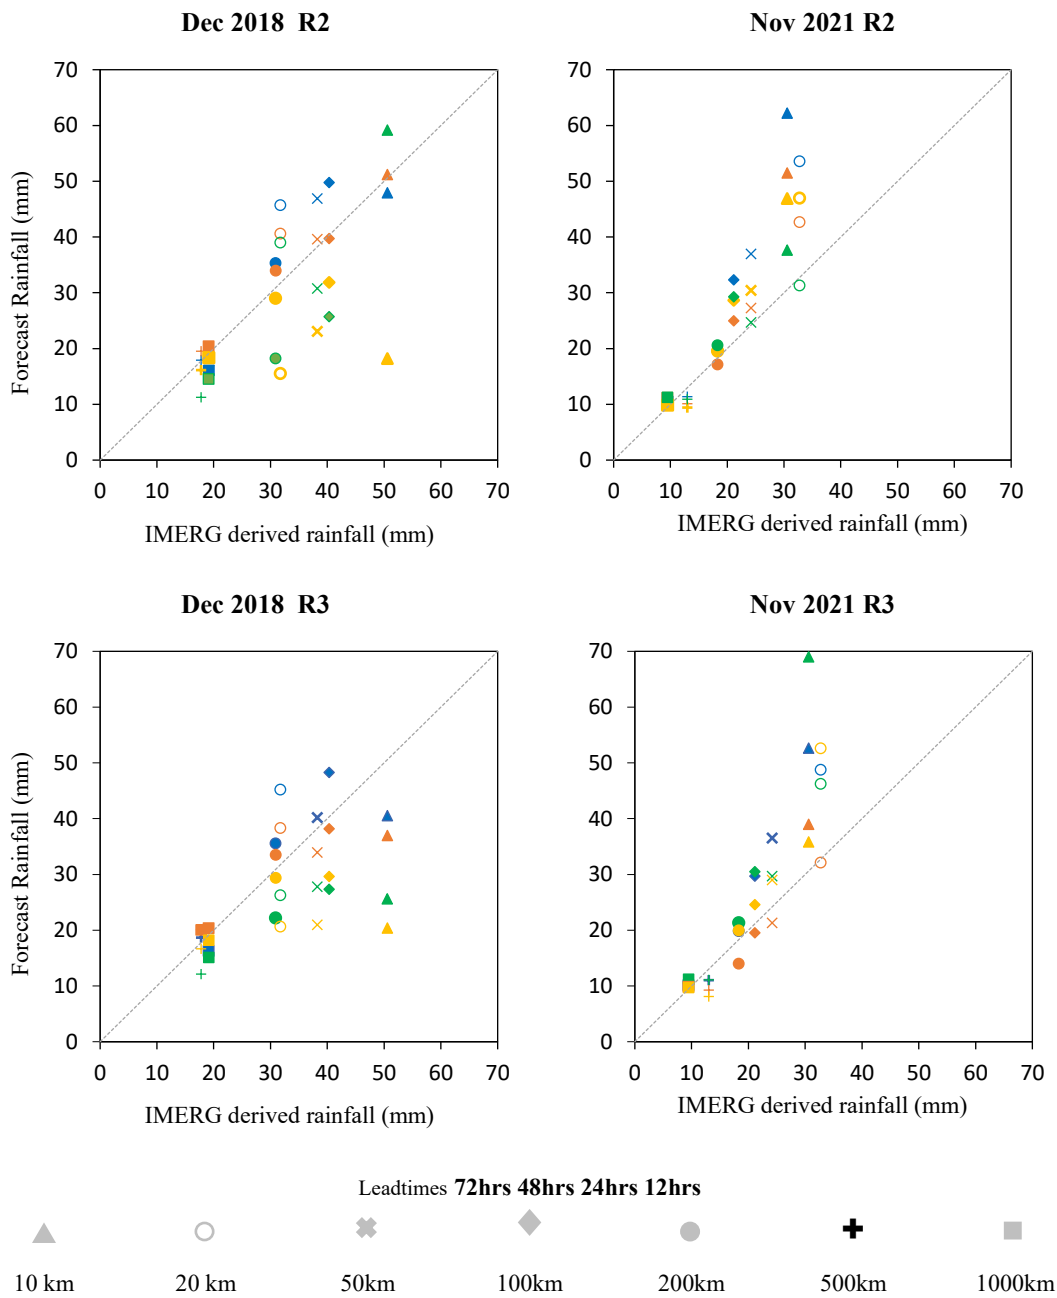 Dec 2018 R2
Nov 2021 R2
70
60
50
40
30
20
10
0
0 10 20 30 40 50 60 70
Forecast Rainfall (mm)
IMERG derived rainfall (mm)
70
60
50
40
30
20
10
0
0 10 20 30 40 50 60 70
IMERG derived rainfall (mm)
Dec 2018 R3
Nov 2021 R3
70
60
50
40
30
20
10
0
0 10 20 30 40 50 60 70
Forecast Rainfall (mm)
IMERG derived rainfall (mm)
70
60
50
40
30
20
10
0
0 10 20 30 40 50 60 70
IMERG derived rainfall (mm)
Leadtimes 72hrs 48hrs 24hrs 12hrs
10 km 20 km 50km 100km 200km 500km 1000km